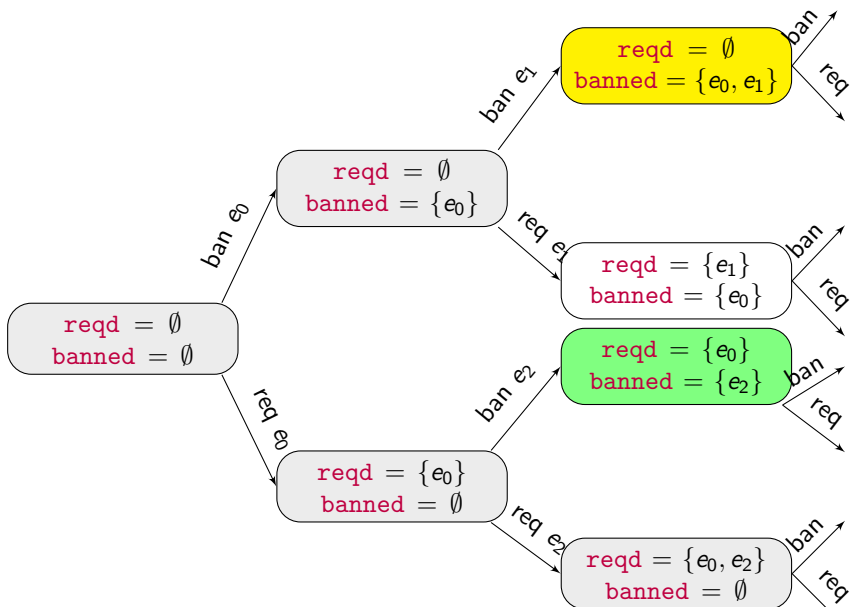 reqd = ∅
banned = ∅
ban e₀
req e₀
reqd = ∅
banned = {e₀}
reqd = {e₀}
banned = ∅
ban e₁
req e₁
ban e₂
req e₂
reqd = ∅
banned = {e₀, e₁}
ban
req
reqd = {e₁}
banned = {e₀}
ban
req
reqd = {e₀}
banned = {e₂}
ban
req
reqd = {e₀, e₂}
banned = ∅
ban
req